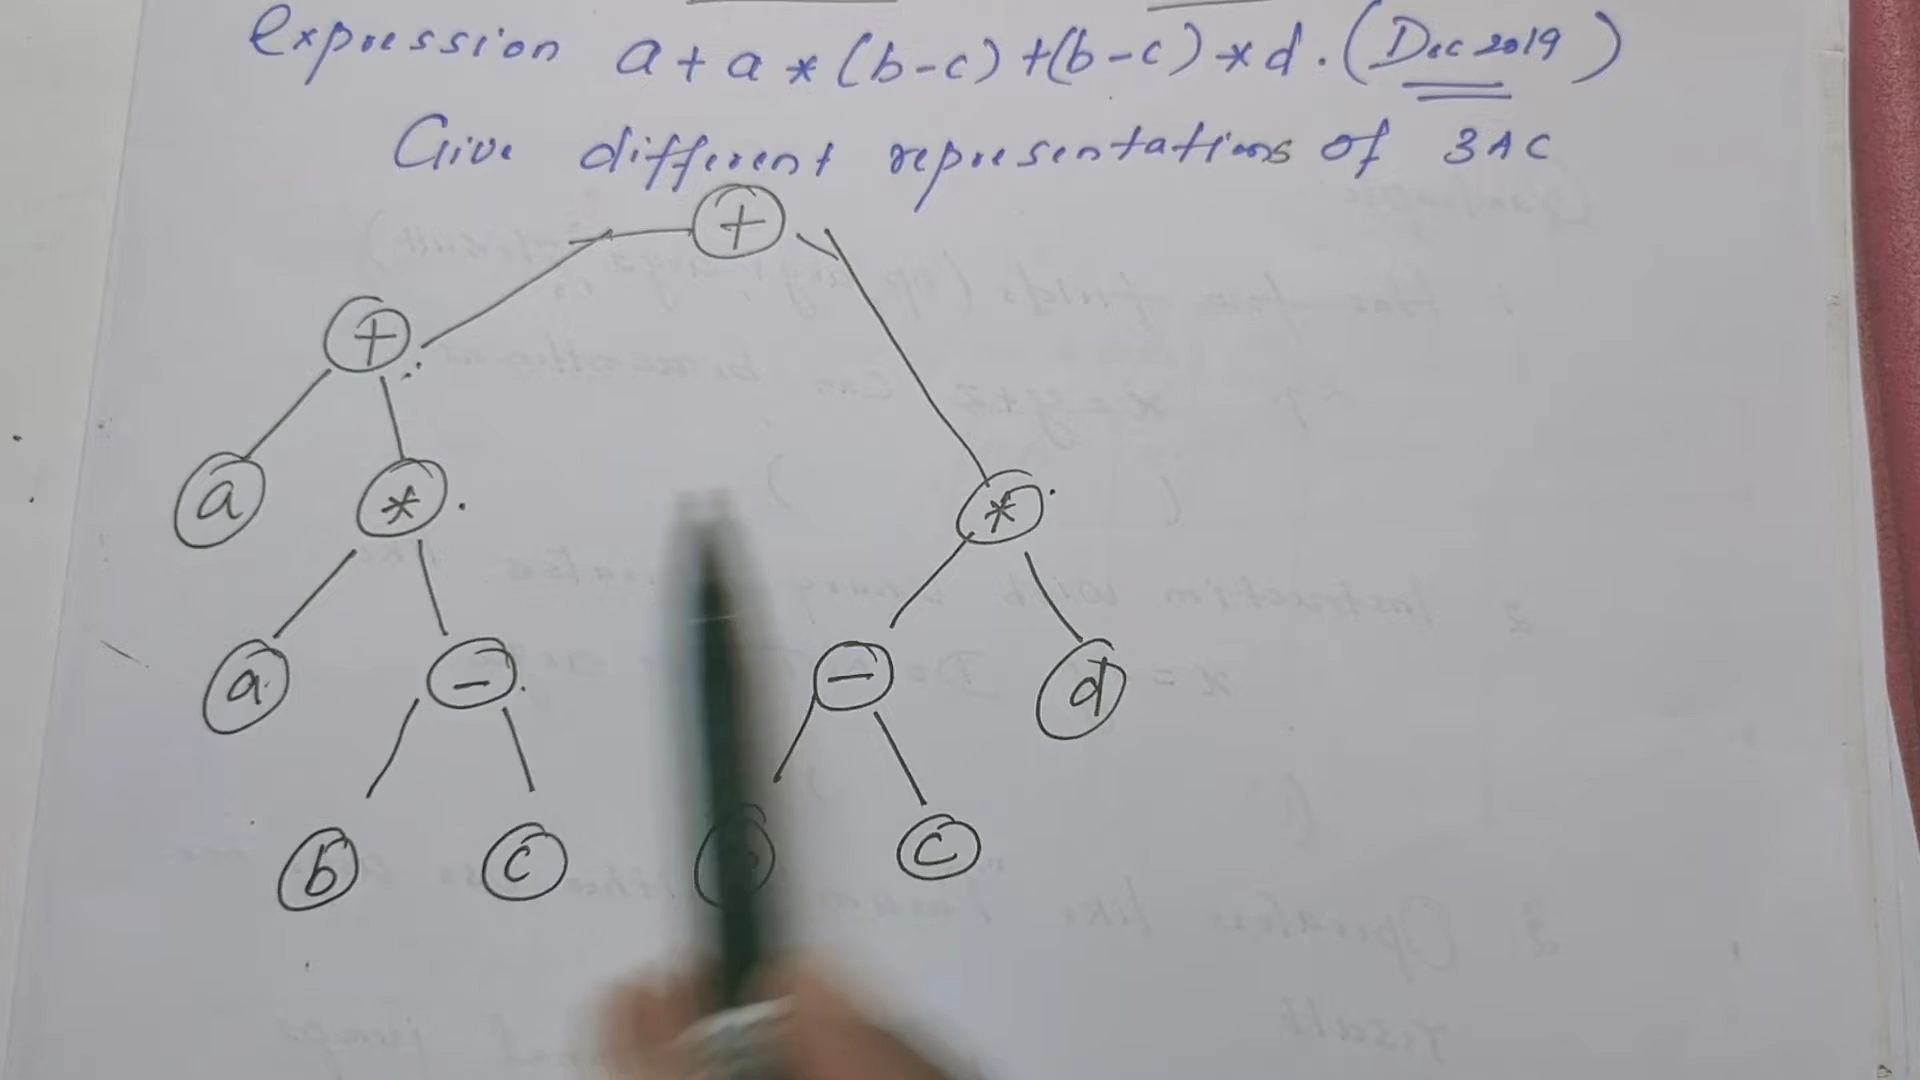 Expression a + a * (b-c) + (b-c) * d. (Dec 2019)
Give different representations of 3AC
+
+
a * *
a - - d
b c c